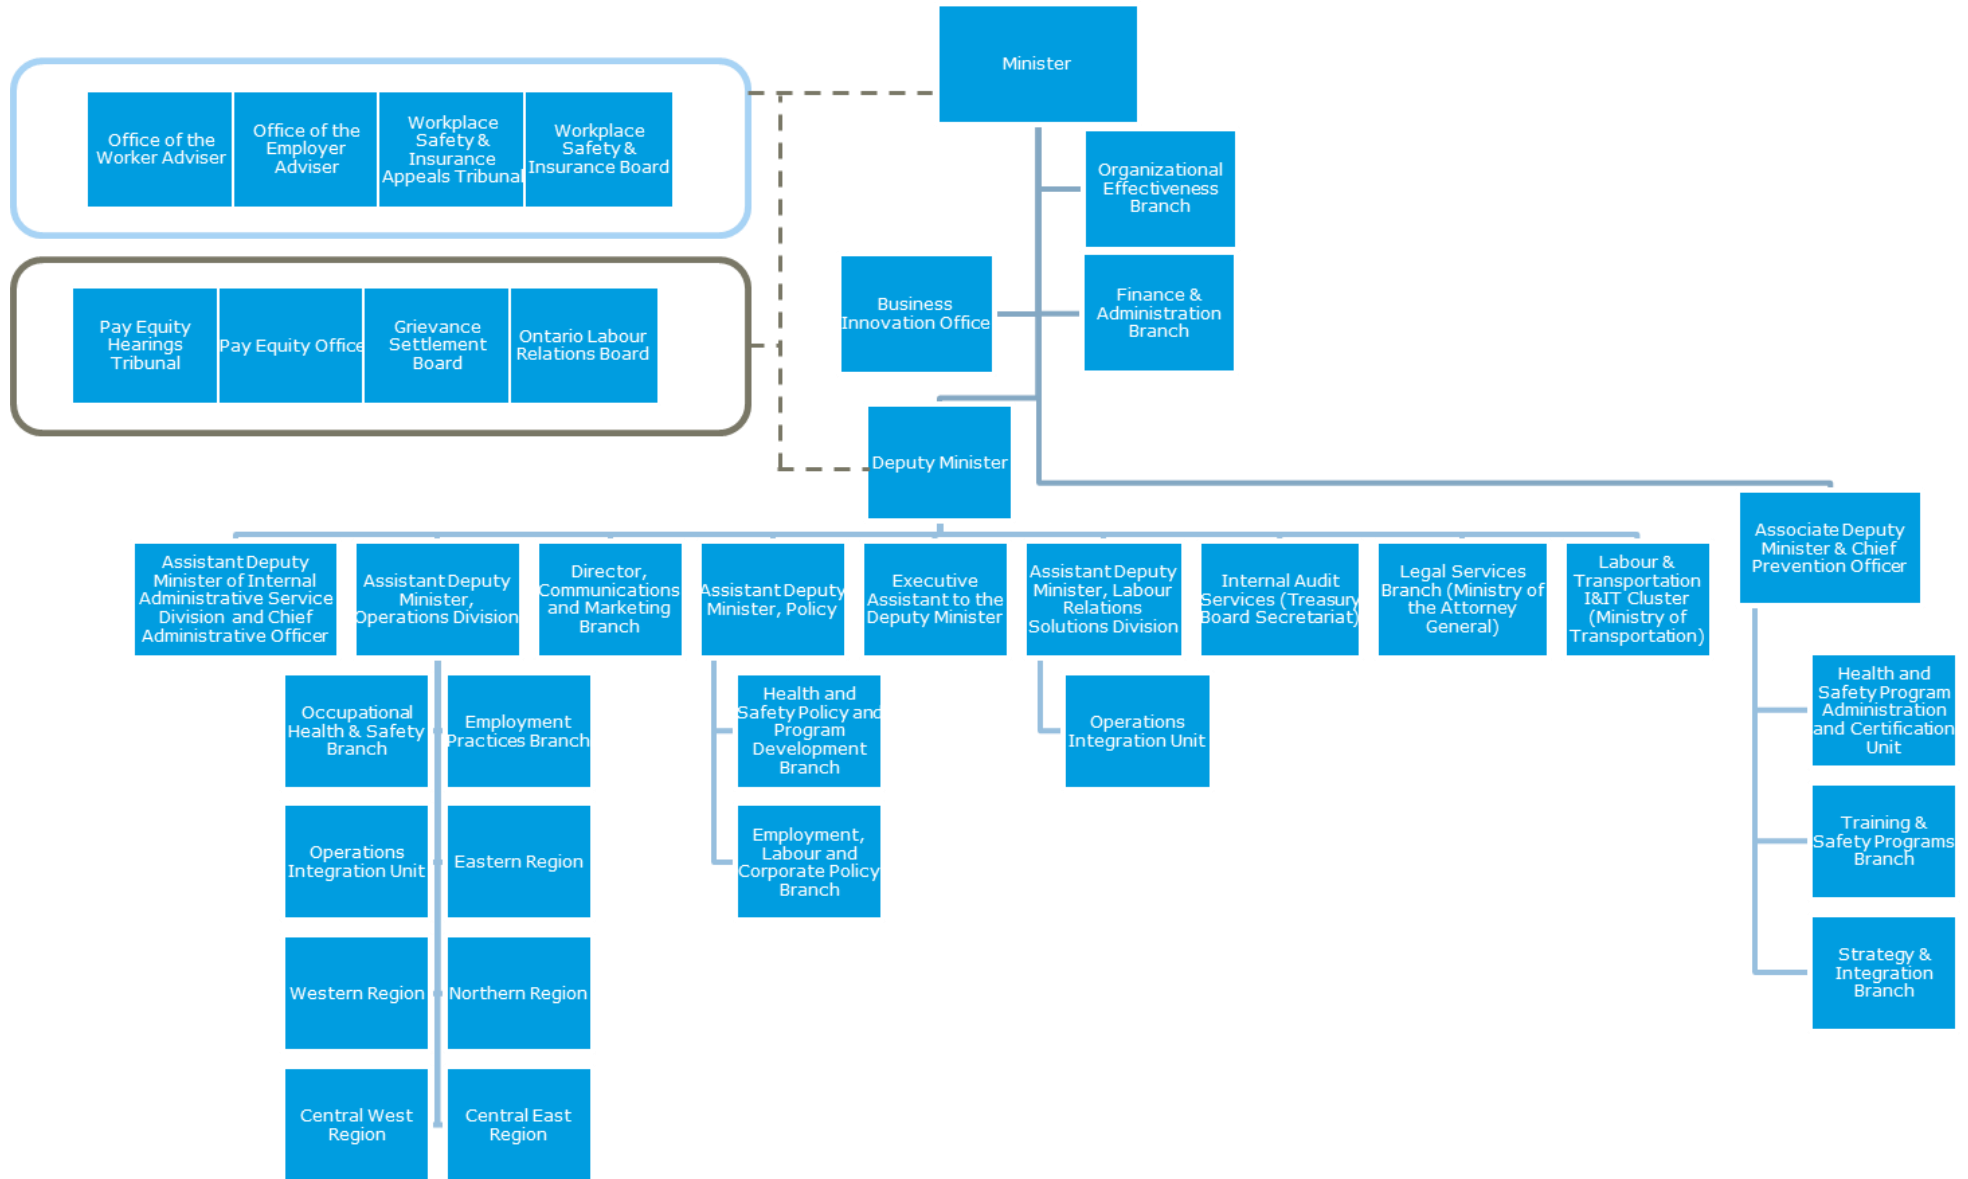 Minister
Office of the
Worker Adviser
Office of the
Employer
Adviser
Workplace
Safety &
Insurance
Appeals Tribunal
Workplace
Safety &
Insurance Board
Organizational
Effectiveness
Branch
Pay Equity
Hearings
Tribunal
Pay Equity Office
Grievance
Settlement
Board
Ontario Labour
Relations Board
Business
Innovation Office
Finance &
Administration
Branch
Deputy Minister
Associate Deputy
Minister & Chief
Prevention Officer
Assistant Deputy
Minister of Internal
Administrative Service
Division and Chief
Administrative Officer
Assistant Deputy
Minister,
Operations Division
Director,
Communications
and Marketing
Branch
Assistant Deputy
Minister, Policy
Executive
Assistant to the
Deputy Minister
Assistant Deputy
Minister, Labour
Relations
Solutions Division
Internal Audit
Services (Treasury
Board Secretariat)
Legal Services
Branch (Ministry of
the Attorney
General)
Labour &
Transportation
I&IT Cluster
(Ministry of
Transportation)
Occupational
Health & Safety
Branch
Employment
Practices Branch
Health and
Safety Policy and
Program
Development
Branch
Operations
Integration Unit
Health and
Safety Program
Administration
and Certification
Unit
Operations
Integration Unit
Eastern Region
Employment,
Labour and
Corporate Policy
Branch
Training &
Safety Programs
Branch
Western Region
Northern Region
Strategy &
Integration
Branch
Central West
Region
Central East
Region